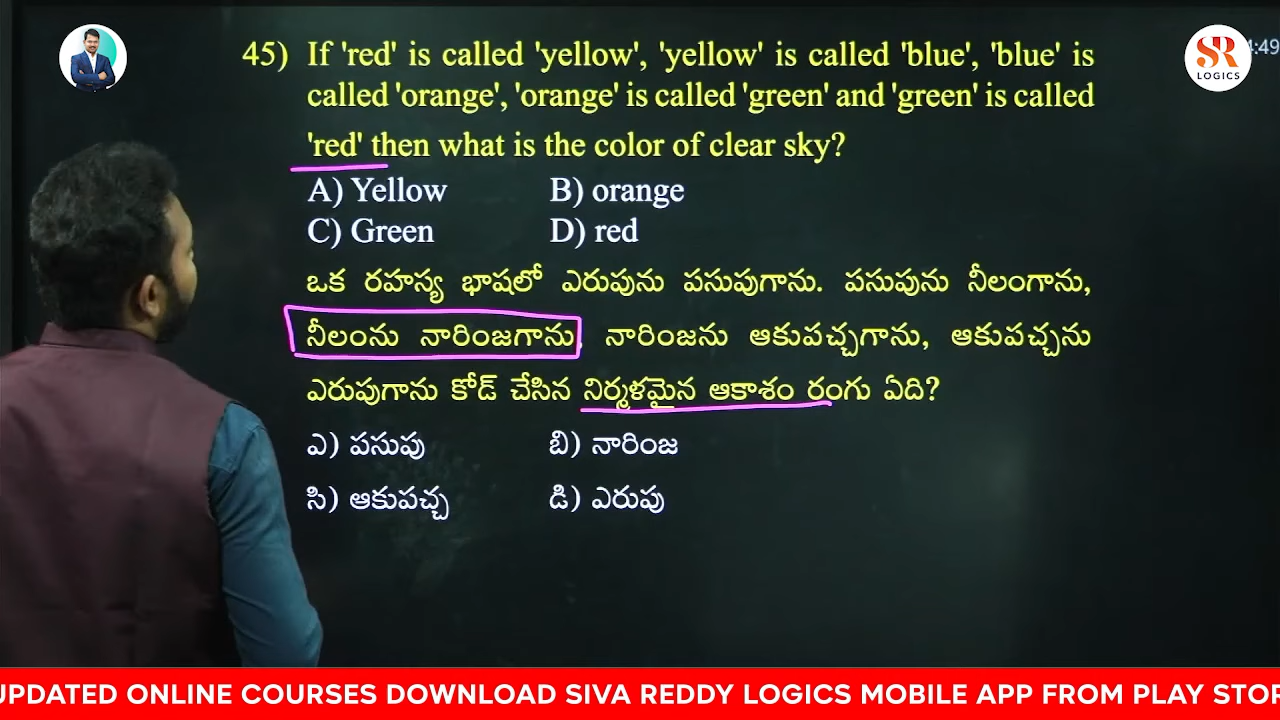 SR
LOGICS
4:49
45) If 'red' is called 'yellow', 'yellow' is called 'blue', 'blue' is
called 'orange', 'orange' is called 'green' and 'green' is called
'red' then what is the color of clear sky?
A) Yellow B) orange
C) Green D) red
ఒక రహస్య భాషలో ఎరుపును పసుపుగాను. పసుపును నీలంగాను,
నీలంను నారింజగాను, నారింజను ఆకుపచ్చగాను, ఆకుపచ్చను
ఎరుపుగాను కోడ్ చేసిన నిర్మళమైన ఆకాశం రంగు ఏది?
ఎ) పసుపు బి) నారింజ
సి) ఆకుపచ్చ డి) ఎరుపు
UPDATED ONLINE COURSES DOWNLOAD SIVA REDDY LOGICS MOBILE APP FROM PLAY STOR